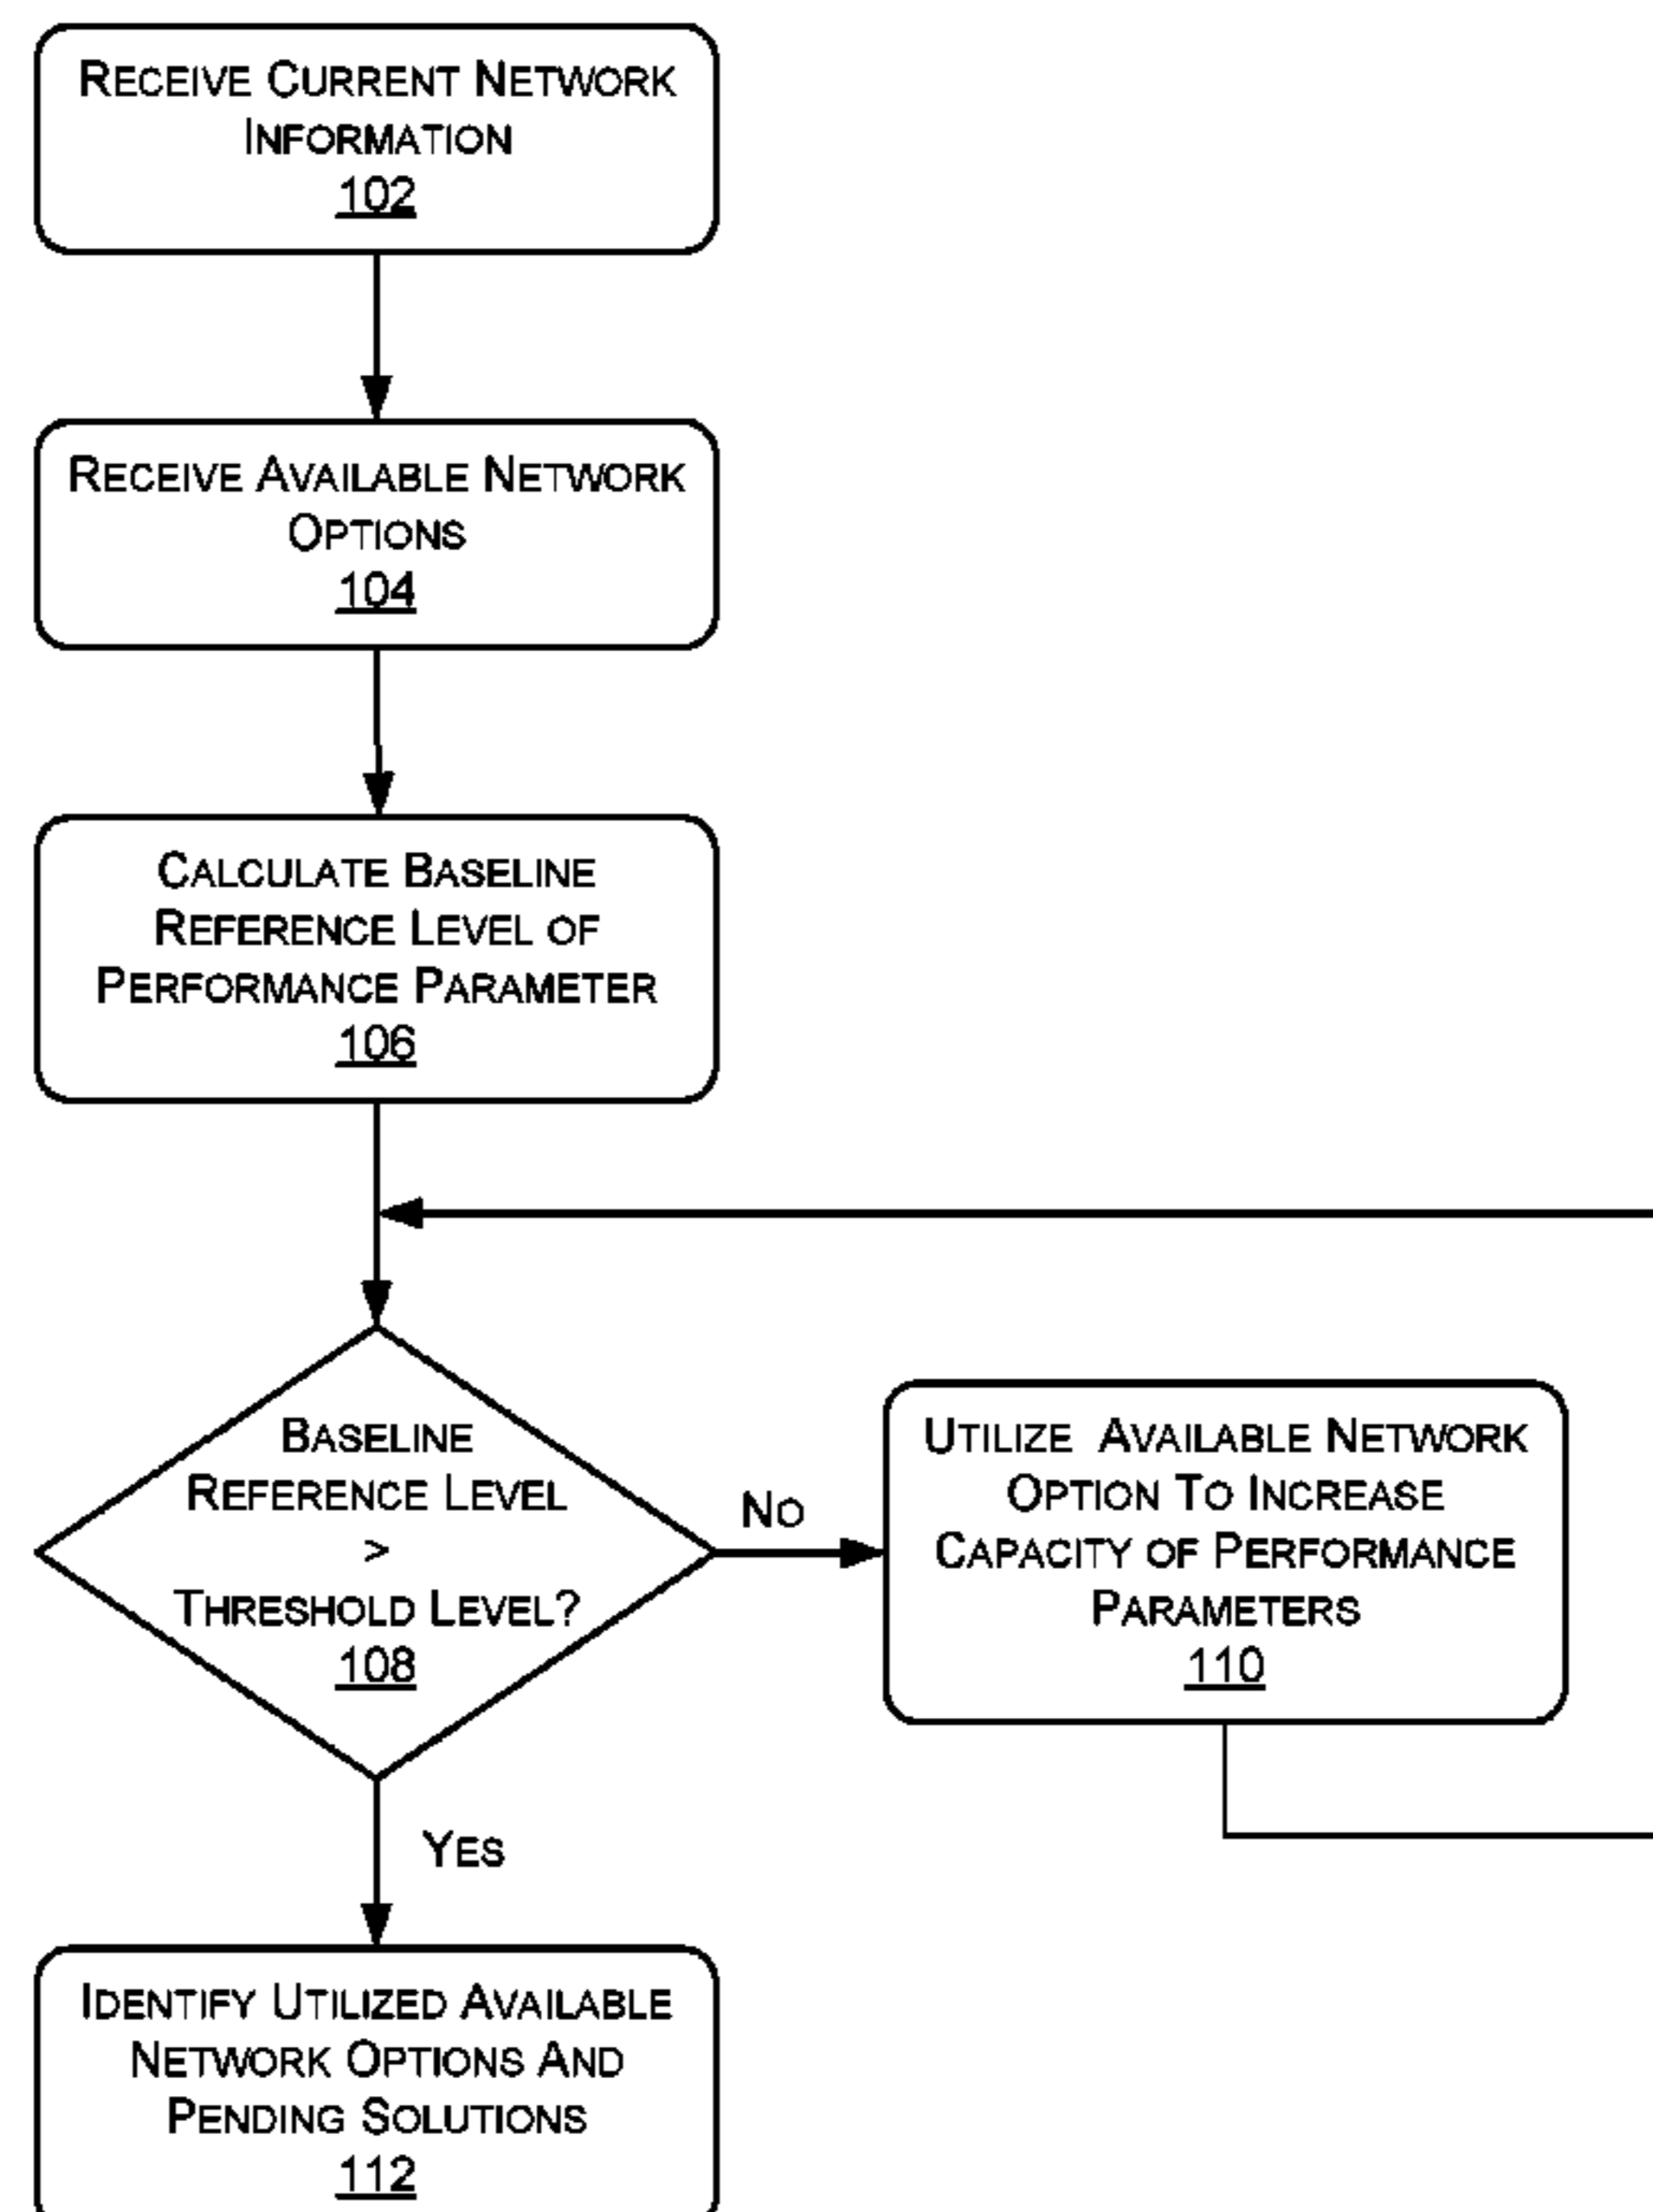 RECEIVE CURRENT NETWORK
INFORMATION
102
RECEIVE AVAILABLE NETWORK
OPTIONS
104
CALCULATE BASELINE
REFERENCE LEVEL OF
PERFORMANCE PARAMETER
106
BASELINE
REFERENCE LEVEL
>
THRESHOLD LEVEL?
108
NO
UTILIZE AVAILABLE NETWORK
OPTION TO INCREASE
CAPACITY OF PERFORMANCE
PARAMETERS
110
YES
IDENTIFY UTILIZED AVAILABLE
NETWORK OPTIONS AND
PENDING SOLUTIONS
112